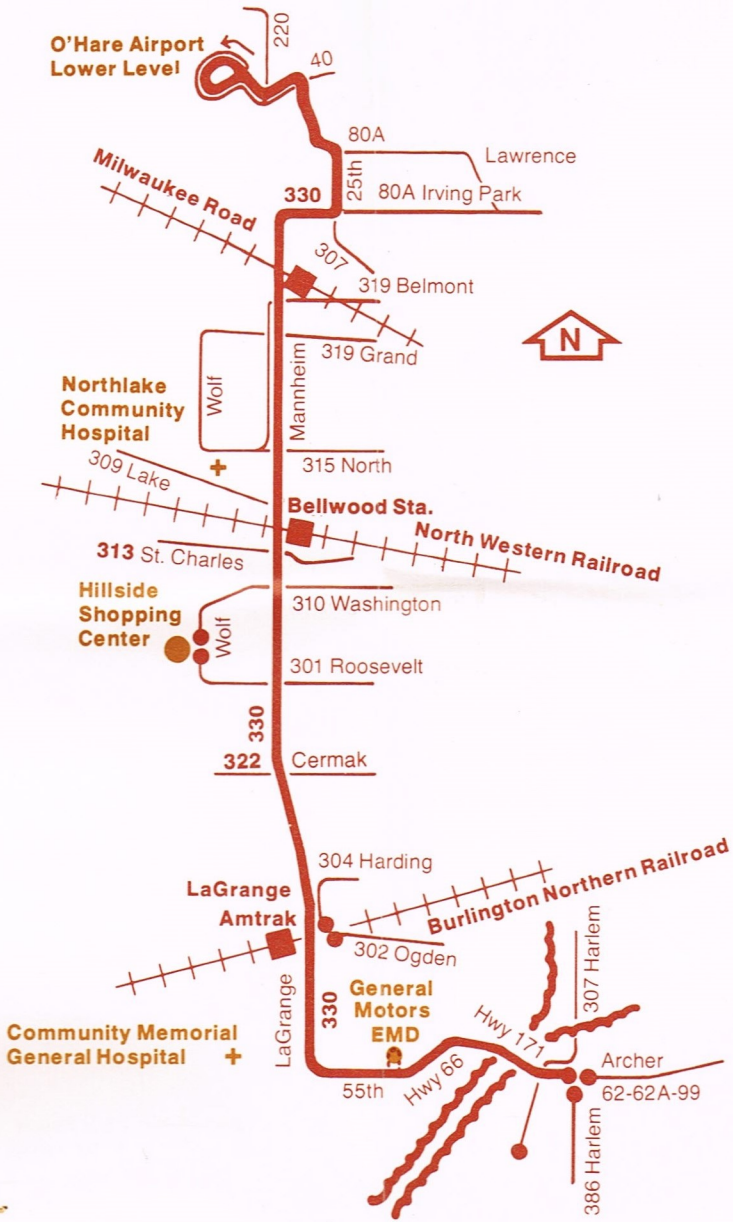 220
O'Hare Airport
Lower Level
40
80A
Lawrence
25th
Milwaukee Road
330
80A Irving Park
307
319 Belmont
N
319 Grand
Mannheim
Wolf
Northlake
Community
Hospital
309 Lake
315 North
Bellwood Sta.
North Western Railroad
313 St. Charles
Hillside
Shopping
Center
Wolf
310 Washington
301 Roosevelt
330
322 Cermak
304 Harding
Burlington Northern Railroad
LaGrange
Amtrak
302 Ogden
307 Harlem
LaGrange
330
General
Motors
EMD
Hwy 171
Community Memorial
General Hospital
55th
Hwy 66
Archer
62-62A-99
386 Harlem